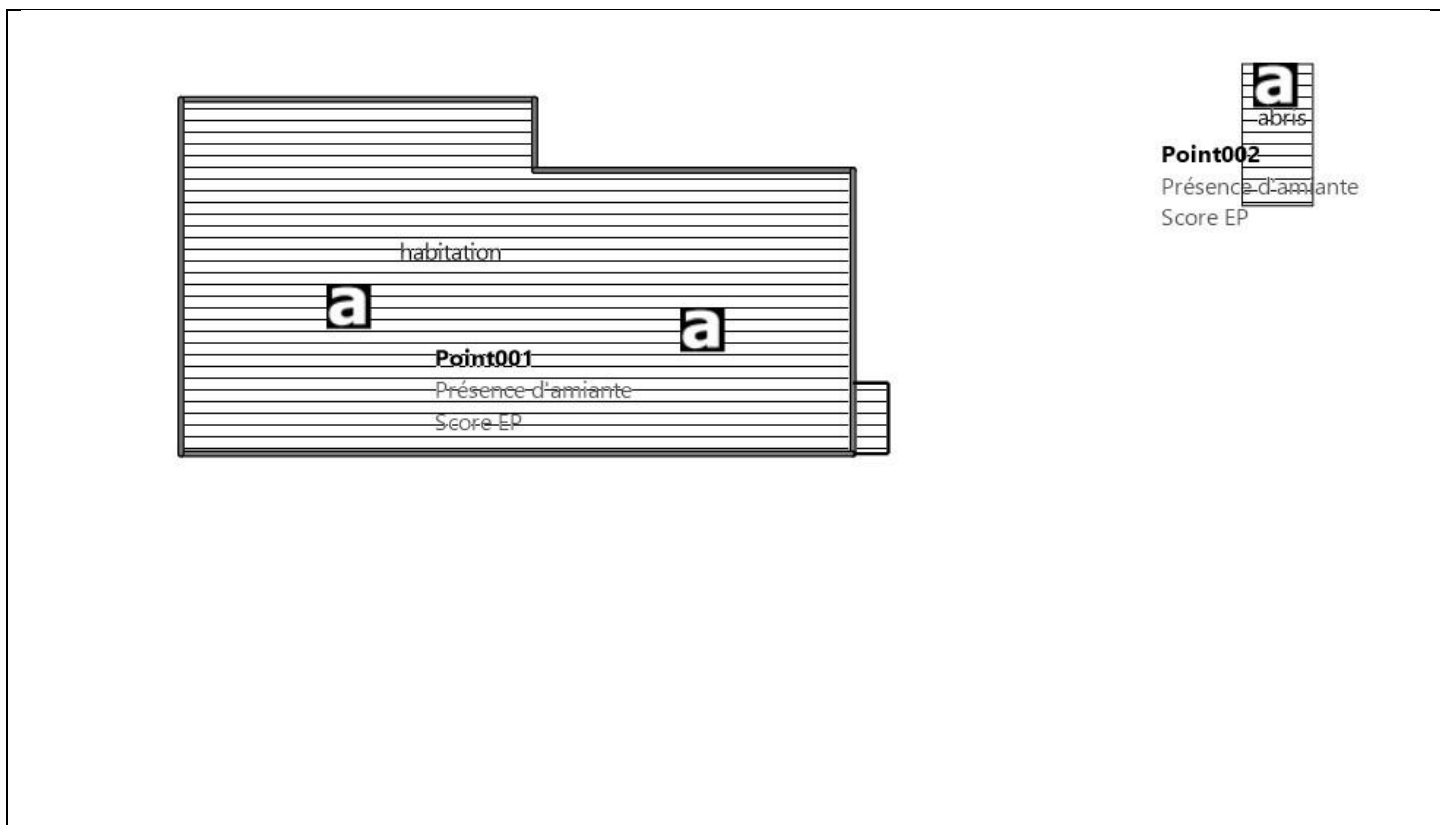 a
abris
Point002
Présence d'amiante
Score EP
habitation
a
a
Point001
Présence d'amiante
Score EP